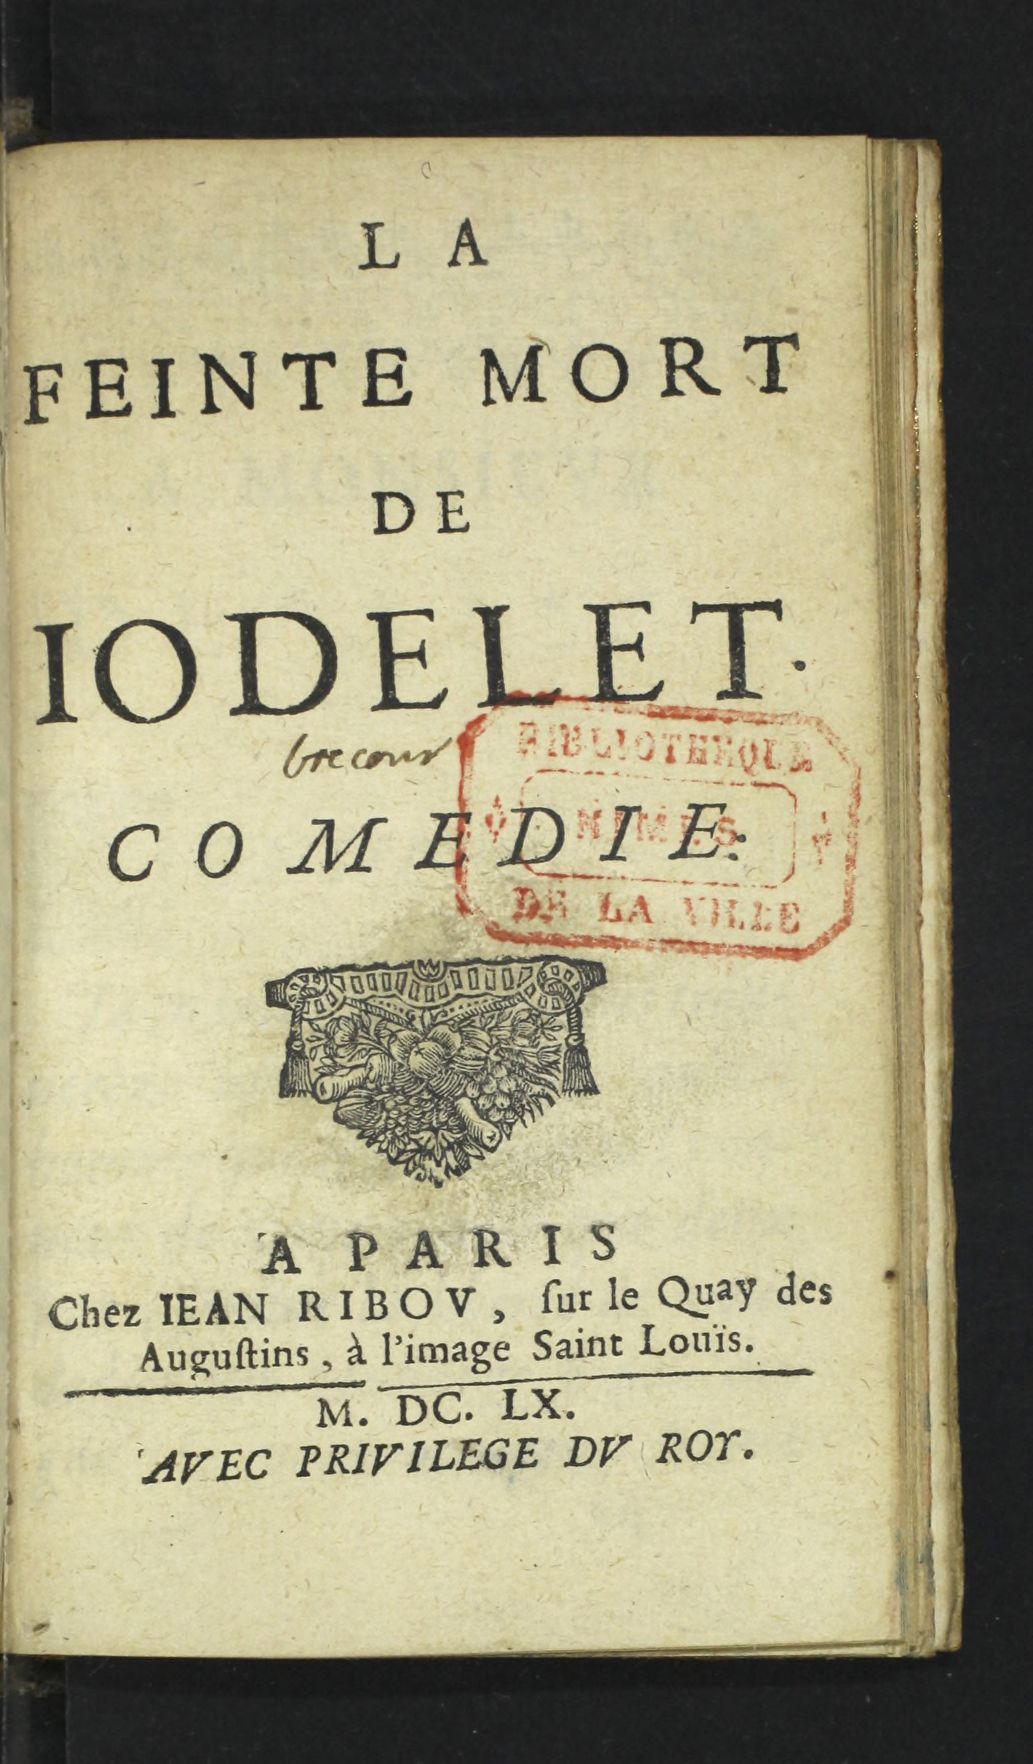 LA
FEINTE MORT
DE
IODELET.
brecour
COMEDIE.
BIBLIOTHEQUE
NIMES
DE LA VILLE
A PARIS
Chez IEAN RIBOV, ſur le Quay des
Auguſtins, à l'image Saint Louïs.
M. DC. LX.
AVEC PRIVILEGE DV ROY.